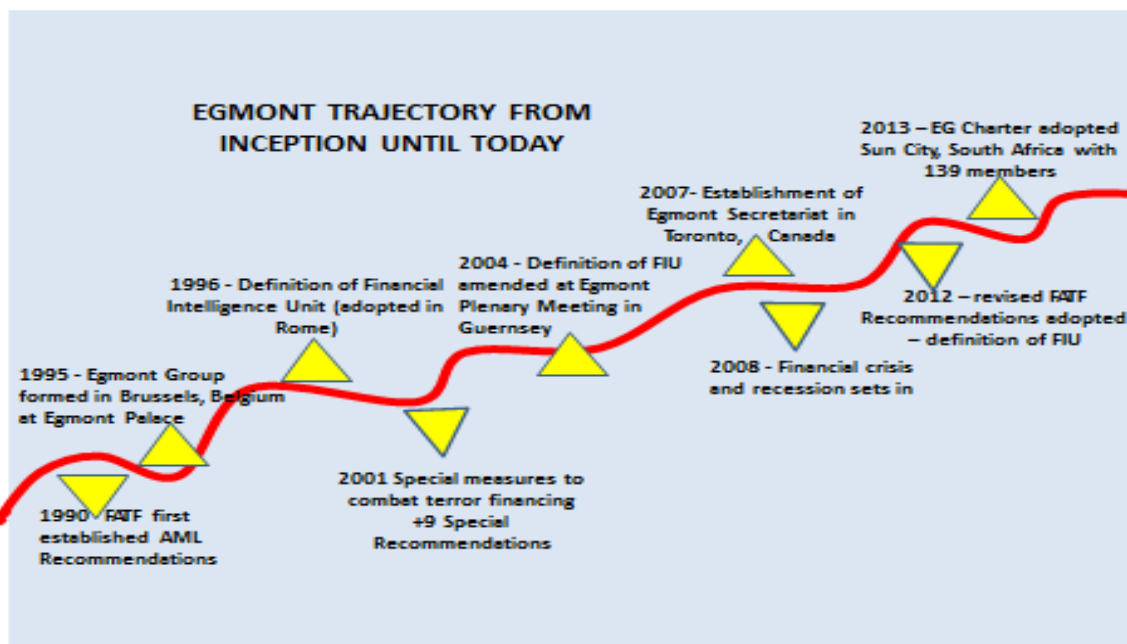 EGMONT TRAJECTORY FROM
INCEPTION UNTIL TODAY
2013 – EG Charter adopted
Sun City, South Africa with
139 members
2007- Establishment of
Egmont Secretariat in
Toronto, Canada
2004 - Definition of FIU
amended at Egmont
Plenary Meeting in
Guernsey
1996 - Definition of Financial
Intelligence Unit (adopted in
Rome)
2012 – revised FATF
Recommendations adopted
– definition of FIU
2008 - Financial crisis
and recession sets in
1995 - Egmont Group
formed in Brussels, Belgium
at Egmont Palace
2001 Special measures to
combat terror financing
+9 Special
Recommendations
1990 FATF first
established AML
Recommendations